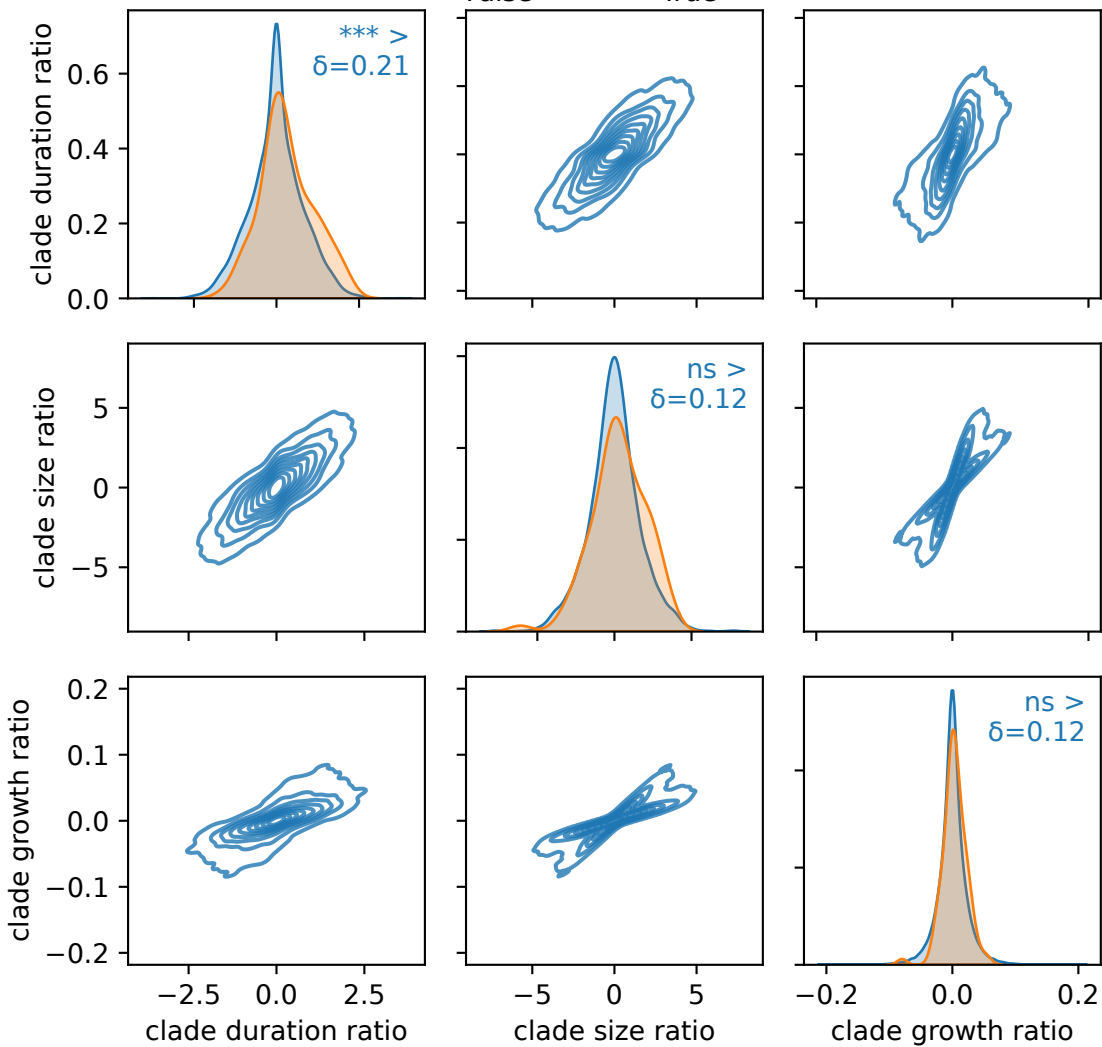 *** >
δ=0.21
clade duration ratio
0.6
0.4
0.2
0.0
ns >
δ=0.12
clade size ratio
5
0
−5
ns >
δ=0.12
clade growth ratio
0.2
0.1
0.0
−0.1
−0.2
−2.5 0.0 2.5
−5 0 5
−0.2 0.0 0.2
clade duration ratio
clade size ratio
clade growth ratio